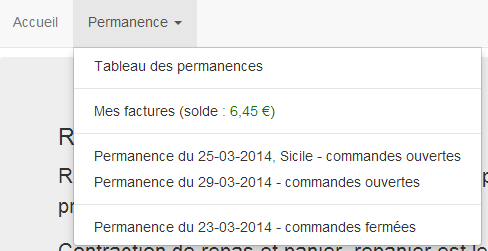 Accueil Permanence
Tableau des permanences
Mes factures (solde : 6,45 €)
Permanence du 25-03-2014, Sicile - commandes ouvertes
Permanence du 29-03-2014 - commandes ouvertes
Permanence du 23-03-2014 - commandes fermées